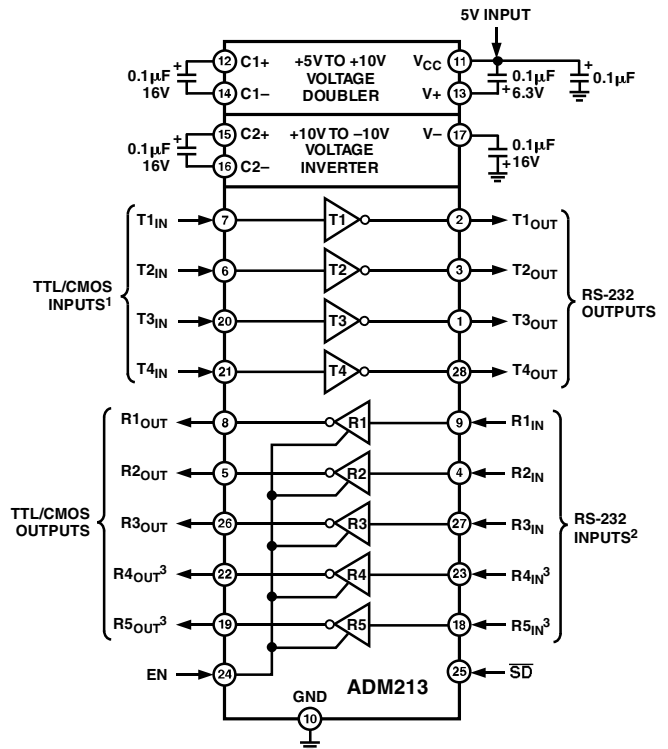 5V INPUT
0.1µF
16V
+
12
C1+
14
C1–
+5V TO +10V
VOLTAGE
DOUBLER
VCC
11
V+
13
+
0.1µF
6.3V
+
0.1µF
0.1µF
16V
+
15
C2+
16
C2–
+10V TO –10V
VOLTAGE
INVERTER
V–
17
0.1µF
+
16V
TTL/CMOS
INPUTS1
T1IN
7
T1
2
T1OUT
T2IN
6
T2
3
T2OUT
T3IN
20
T3
1
T3OUT
T4IN
21
T4
28
T4OUT
RS-232
OUTPUTS
TTL/CMOS
OUTPUTS
R1OUT
8
R1
9
R1IN
R2OUT
5
R2
4
R2IN
R3OUT
26
R3
27
R3IN
R4OUT3
22
R4
23
R4IN3
R5OUT3
19
R5
18
R5IN3
RS-232
INPUTS2
EN
24
25
SD
ADM213
GND
10